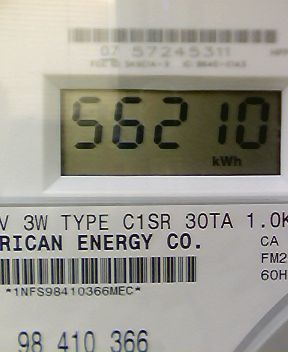 07 57245311
56210
kWh
V 3W TYPE C1SR 30TA 1.0K
RICAN ENERGY CO.
CA
FM2
60H
*1NFS98410366MEC*
98 410 366